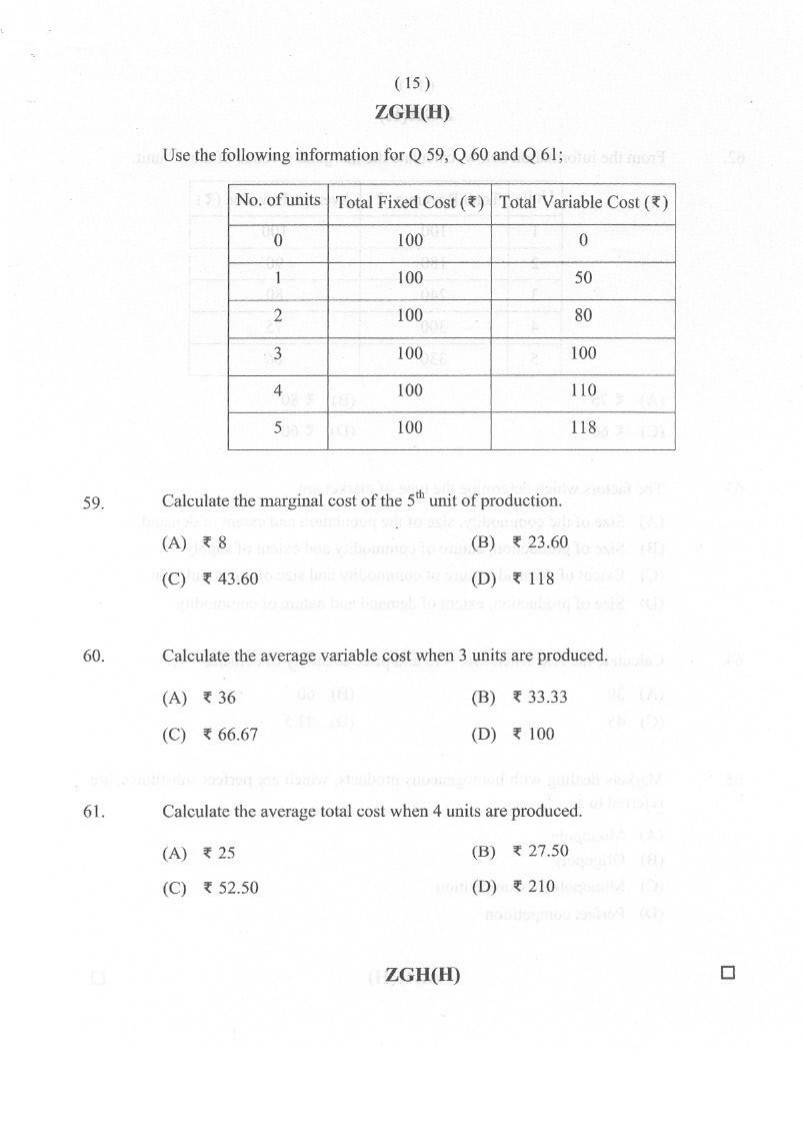 ( 15 )
ZGH(H)
Use the following information for Q 59, Q 60 and Q 61;
No. of units Total Fixed Cost (₹) Total Variable Cost (₹)
0 100 0
1 100 50
2 100 80
3 100 100
4 100 110
5 100 118
59. Calculate the marginal cost of the 5th unit of production.
(A) ₹ 8 (B) ₹ 23.60
(C) ₹ 43.60 (D) ₹ 118
60. Calculate the average variable cost when 3 units are produced.
(A) ₹ 36 (B) ₹ 33.33
(C) ₹ 66.67 (D) ₹ 100
61. Calculate the average total cost when 4 units are produced.
(A) ₹ 25 (B) ₹ 27.50
(C) ₹ 52.50 (D) ₹ 210
ZGH(H)